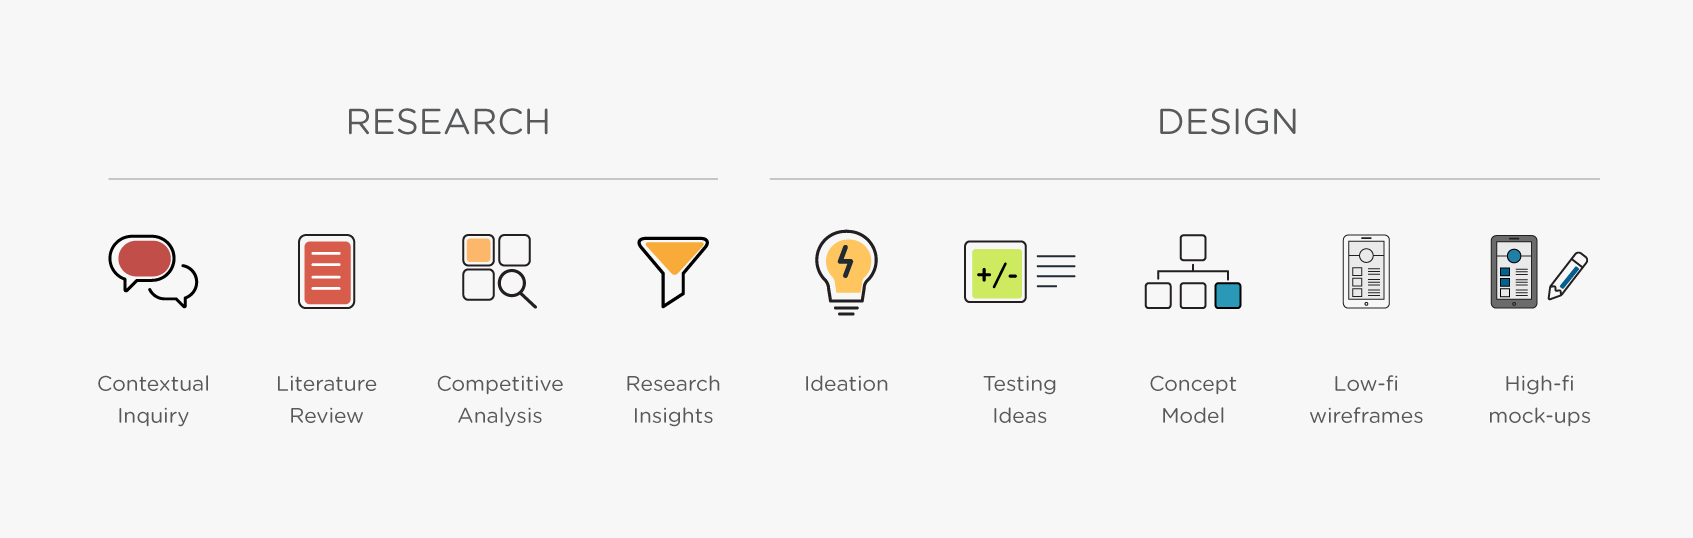 RESEARCH
DESIGN
+/-
Contextual
Inquiry
Literature
Review
Competitive
Analysis
Research
Insights
Ideation
Testing
Ideas
Concept
Model
Low-fi
wireframes
High-fi
mock-ups